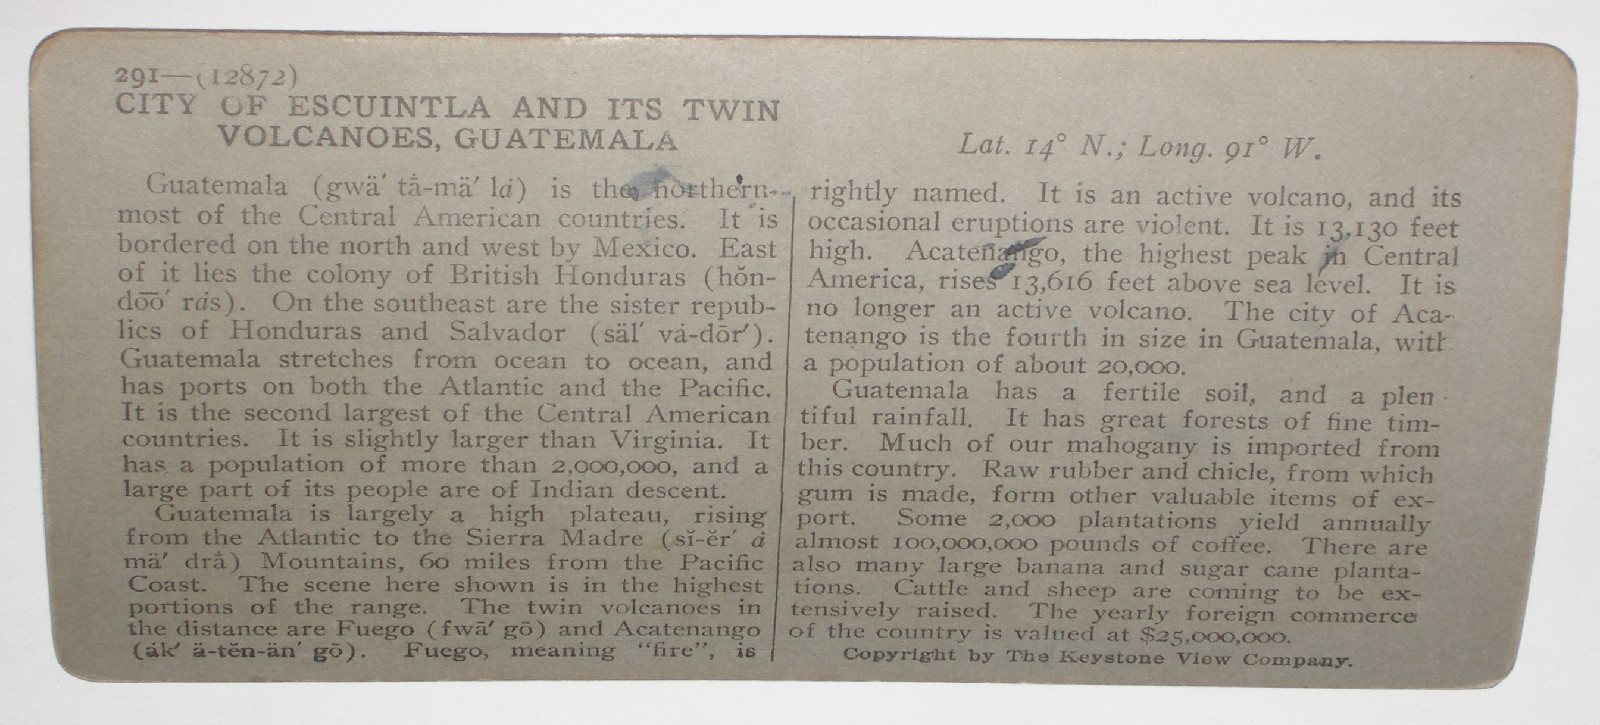 291—(12872)
CITY OF ESCUINTLA AND ITS TWIN
VOLCANOES, GUATEMALA
Lat. 14° N.; Long. 91° W.
Guatemala (gwä′ tȧ-mä′ lȧ) is the northern-
most of the Central American countries. It is
bordered on the north and west by Mexico. East
of it lies the colony of British Honduras (hŏn-
do͞o′ rȧs). On the southeast are the sister repub-
lics of Honduras and Salvador (säl′ vȧ-dōr′).
Guatemala stretches from ocean to ocean, and
has ports on both the Atlantic and the Pacific.
It is the second largest of the Central American
countries. It is slightly larger than Virginia. It
has a population of more than 2,000,000, and a
large part of its people are of Indian descent.
Guatemala is largely a high plateau, rising
from the Atlantic to the Sierra Madre (sĭ-ĕr′ ȧ
mä′ drȧ) Mountains, 60 miles from the Pacific
Coast. The scene here shown is in the highest
portions of the range. The twin volcanoes in
the distance are Fuego (fwā′ gō) and Acatenango
(äk′ ä-tĕn-än′ gō). Fuego, meaning "fire", is
rightly named. It is an active volcano, and its
occasional eruptions are violent. It is 13,130 feet
high. Acatenango, the highest peak in Central
America, rises 13,616 feet above sea level. It is
no longer an active volcano. The city of Aca-
tenango is the fourth in size in Guatemala, with
a population of about 20,000.
Guatemala has a fertile soil, and a plen-
tiful rainfall. It has great forests of fine tim-
ber. Much of our mahogany is imported from
this country. Raw rubber and chicle, from which
gum is made, form other valuable items of ex-
port. Some 2,000 plantations yield annually
almost 100,000,000 pounds of coffee. There are
also many large banana and sugar cane planta-
tions. Cattle and sheep are coming to be ex-
tensively raised. The yearly foreign commerce
of the country is valued at $25,000,000.
Copyright by The Keystone View Company.